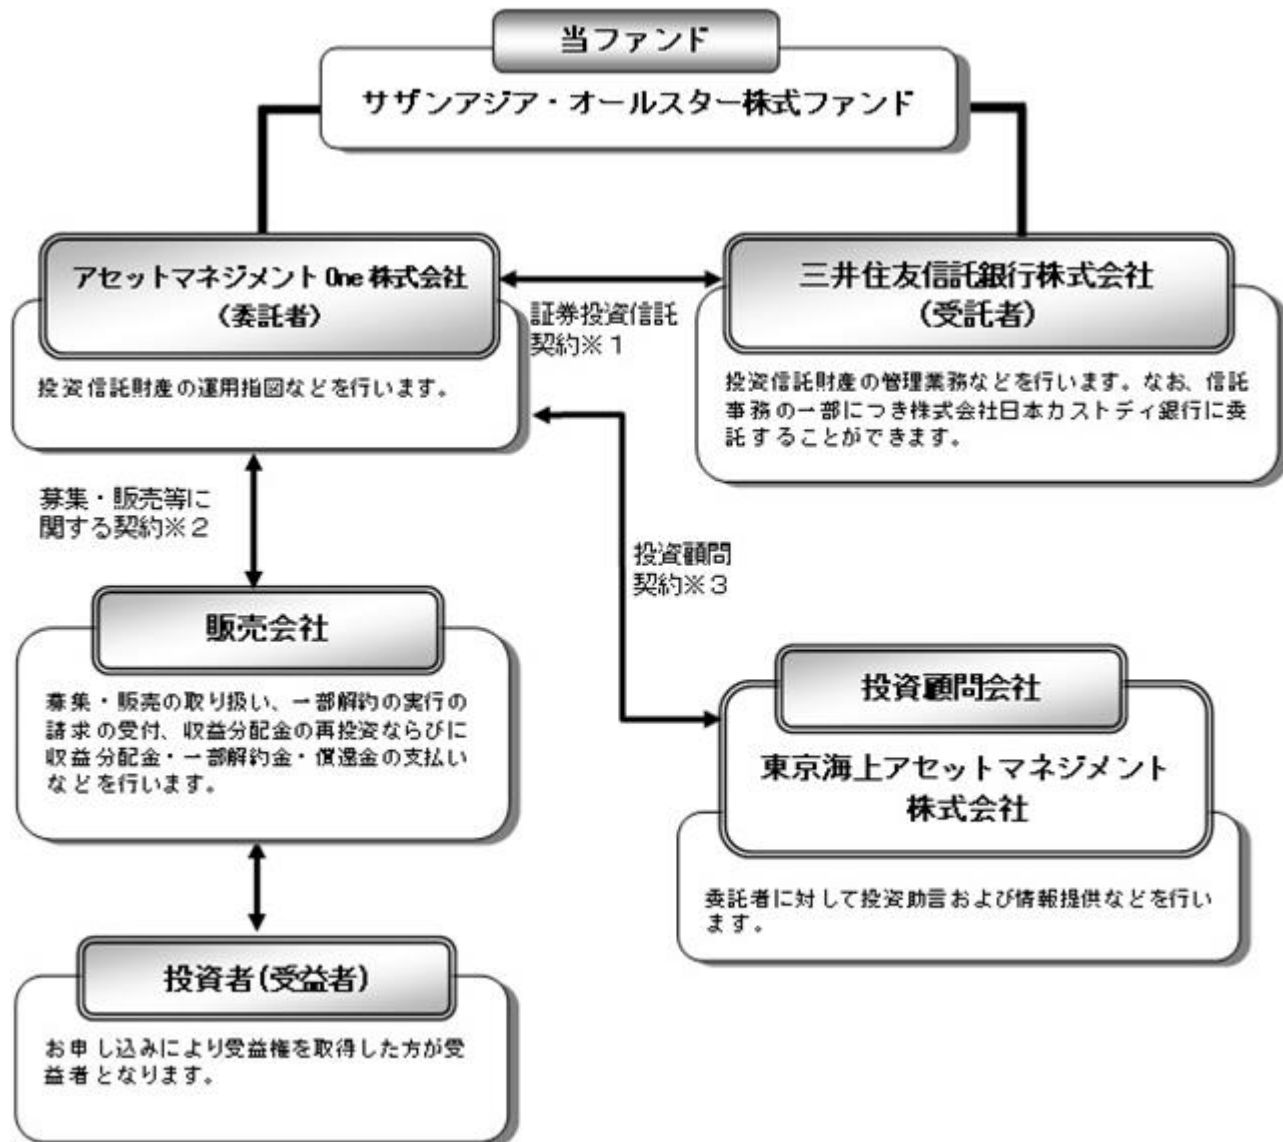 当ファンド
サザンアジア・オールスター株式ファンド
アセットマネジメント One 株式会社
（委託者）
証券投資信託
契約※１
三井住友信託銀行株式会社
（受託者）
投資信託財産の運用指図などを行います。
投資信託財産の管理業務などを行います。なお、信託
事務の一部につき株式会社日本カストディ銀行に委
託することができます。
募集・販売等に
関する契約※２
投資顧問
契約※３
販売会社
募集・販売の取り扱い、一部解約の実行の
請求の受付、収益分配金の再投資ならびに
収益分配金・一部解約金・償還金の支払い
などを行います。
投資顧問会社
東京海上アセットマネジメント
株式会社
委託者に対して投資助言および情報提供などを行い
ます。
投資者(受益者)
お申し込みにより受益権を取得した方が受
益者となります。